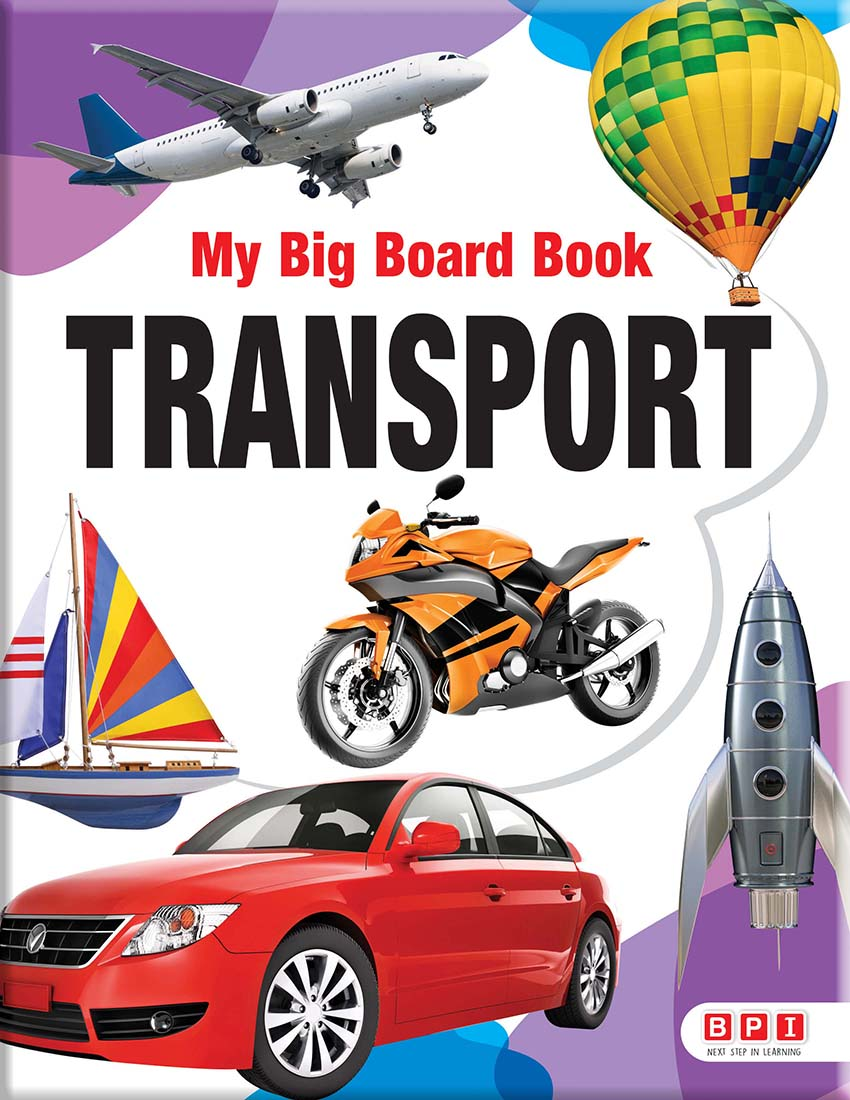 My Big Board Book
TRANSPORT
BPI
NEXT STEP IN LEARNING